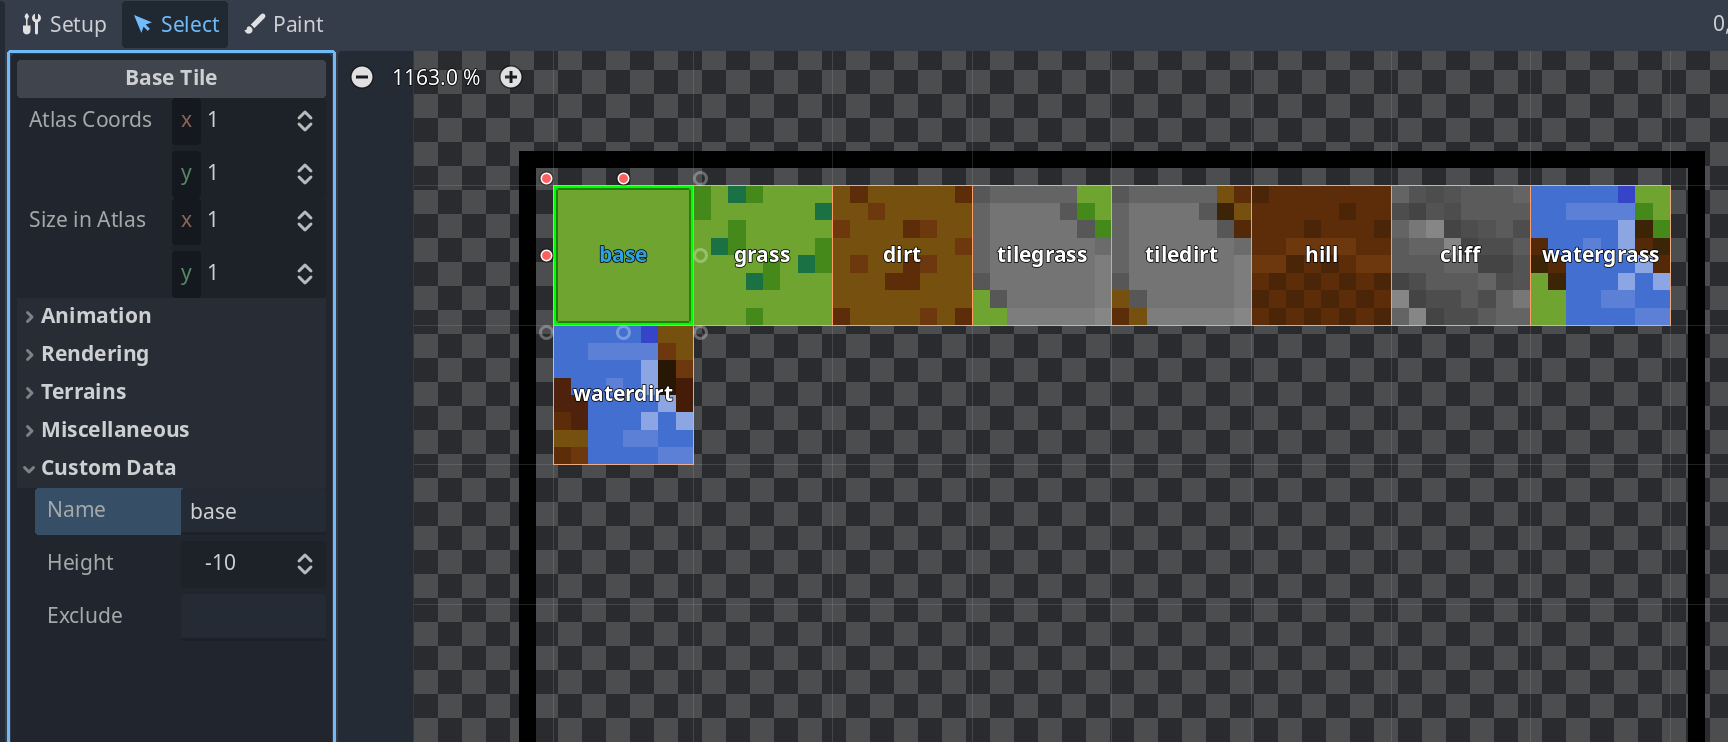 Setup Select Paint 0,
Base Tile
1163.0 %
Atlas Coords x 1
y 1
Size in Atlas x 1
y 1
Animation
Rendering
Terrains
Miscellaneous
Custom Data
Name base
Height -10
Exclude
base grass dirt tilegrass tiledirt hill cliff watergrass
waterdirt